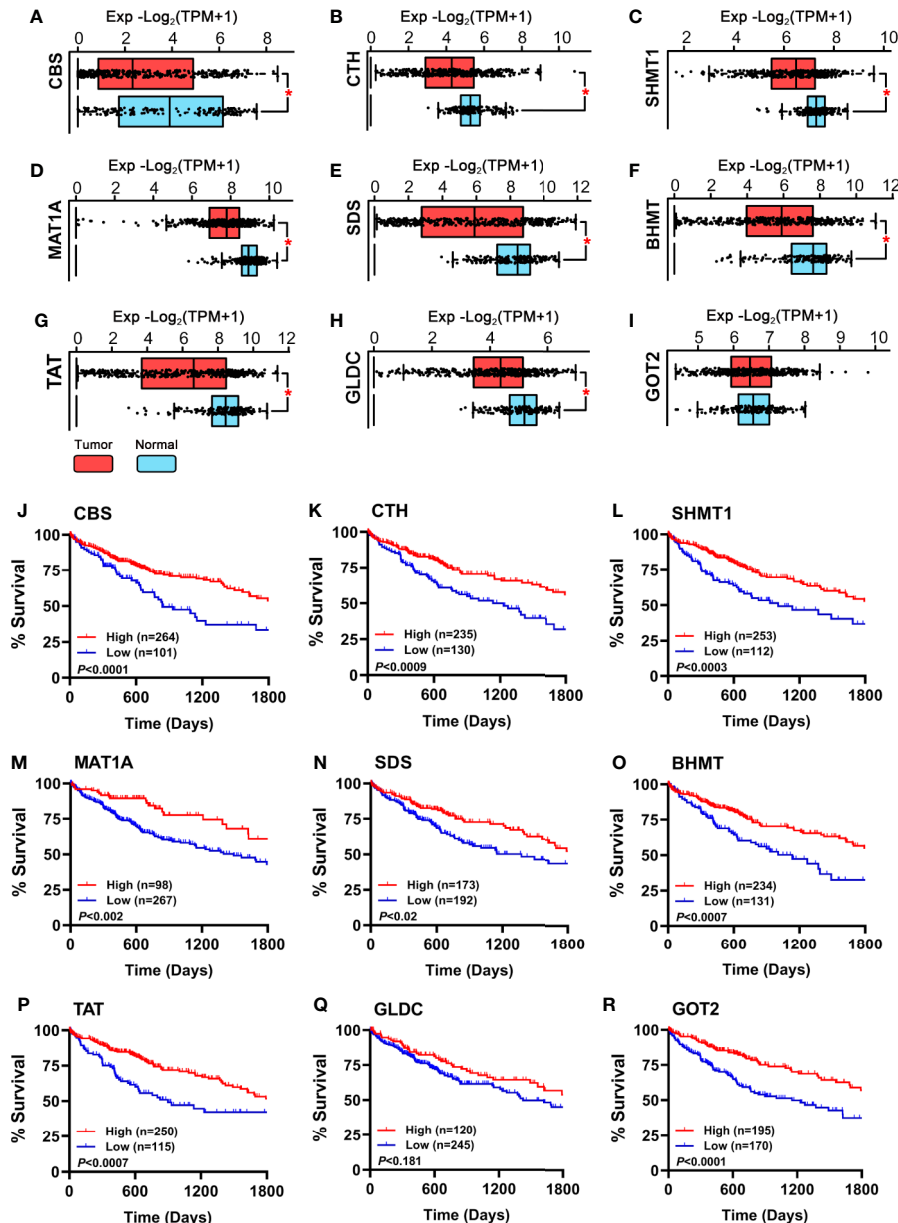 A
Exp -Log2(TPM+1)
0 2 4 6 8
CBS
*
B
Exp -Log2(TPM+1)
0 2 4 6 8 10
CTH
*
C
Exp -Log2(TPM+1)
2 4 6 8 10
SHMT1
*
D
Exp -Log2(TPM+1)
0 2 4 6 8 10
MAT1A
*
E
Exp -Log2(TPM+1)
0 2 4 6 8 10 12
SDS
*
F
Exp -Log2(TPM+1)
0 2 4 6 8 10 12
BHMT
*
G
Exp -Log2(TPM+1)
0 2 4 6 8 10 12
TAT
*
H
Exp -Log2(TPM+1)
0 2 4 6
GLDC
*
I
Exp -Log2(TPM+1)
5 6 7 8 9 10
GOT2
Tumor Normal
J CBS
% Survival
100
75
50
25
0
High (n=264)
Low (n=101)
P<0.0001
0 600 1200 1800
Time (Days)
K CTH
% Survival
100
75
50
25
0
High (n=235)
Low (n=130)
P<0.0009
0 600 1200 1800
Time (Days)
L SHMT1
% Survival
100
75
50
25
0
High (n=253)
Low (n=112)
P<0.0003
0 600 1200 1800
Time (Days)
M MAT1A
% Survival
100
75
50
25
0
High (n=98)
Low (n=267)
P<0.002
0 600 1200 1800
Time (Days)
N SDS
% Survival
100
75
50
25
0
High (n=173)
Low (n=192)
P<0.02
0 600 1200 1800
Time (Days)
O BHMT
% Survival
100
75
50
25
0
High (n=234)
Low (n=131)
P<0.0007
0 600 1200 1800
Time (Days)
P TAT
% Survival
100
75
50
25
0
High (n=250)
Low (n=115)
P<0.0007
0 600 1200 1800
Time (Days)
Q GLDC
% Survival
100
75
50
25
0
High (n=120)
Low (n=245)
P<0.181
0 600 1200 1800
Time (Days)
R GOT2
% Survival
100
75
50
25
0
High (n=195)
Low (n=170)
P<0.0001
0 600 1200 1800
Time (Days)